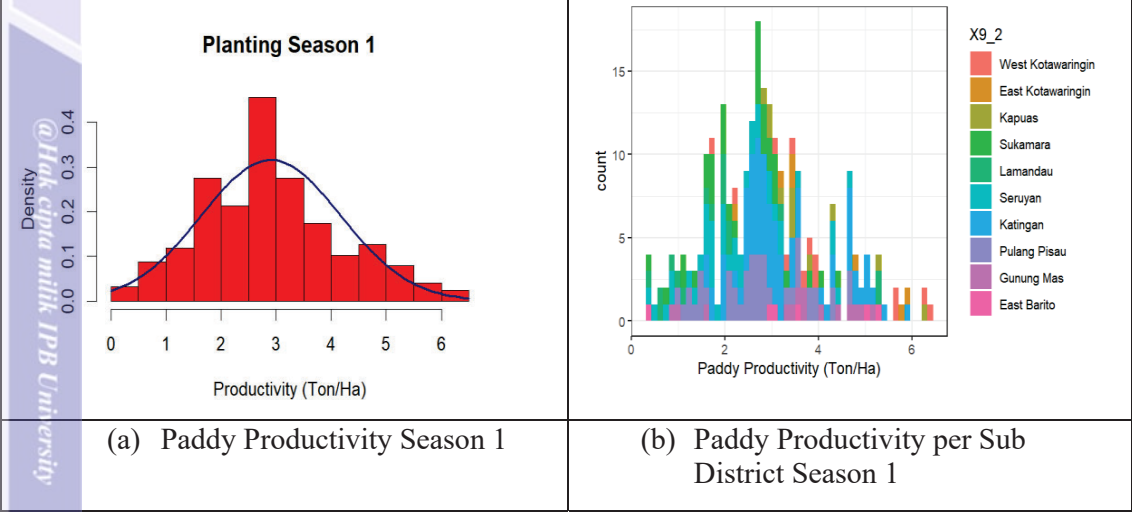 @Hak cipta milik IPB University
Planting Season 1
Density
0.0 0.1 0.2 0.3 0.4
0 1 2 3 4 5 6
Productivity (Ton/Ha)
(a) Paddy Productivity Season 1
count
15
10
5
0
0 2 4 6
Paddy Productivity (Ton/Ha)
X9_2
West Kotawaringin
East Kotawaringin
Kapuas
Sukamara
Lamandau
Seruyan
Katingan
Pulang Pisau
Gunung Mas
East Barito
(b) Paddy Productivity per Sub
District Season 1